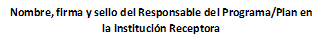 Nombre, firma y sello del Responsable del Programa/Plan en
la Institución Receptora